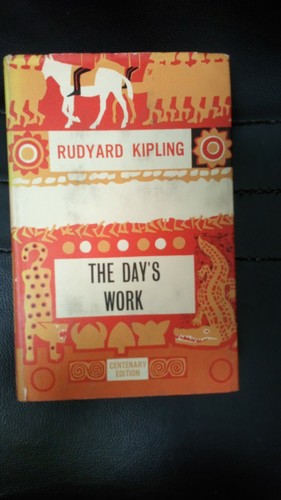 RUDYARD KIPLING
THE DAY'S
WORK
CENTENARY
EDITION